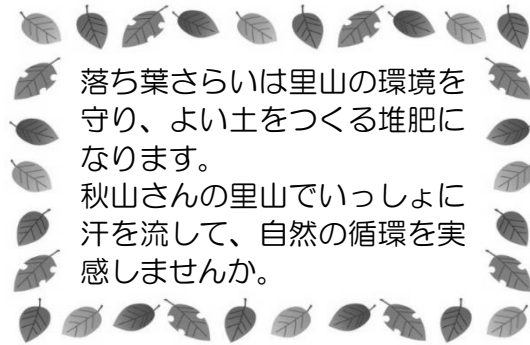 落ち葉さらいは里山の環境を
守り、よい土をつくる堆肥に
なります。
秋山さんの里山でいっしょに
汗を流して、自然の循環を実
感しませんか。